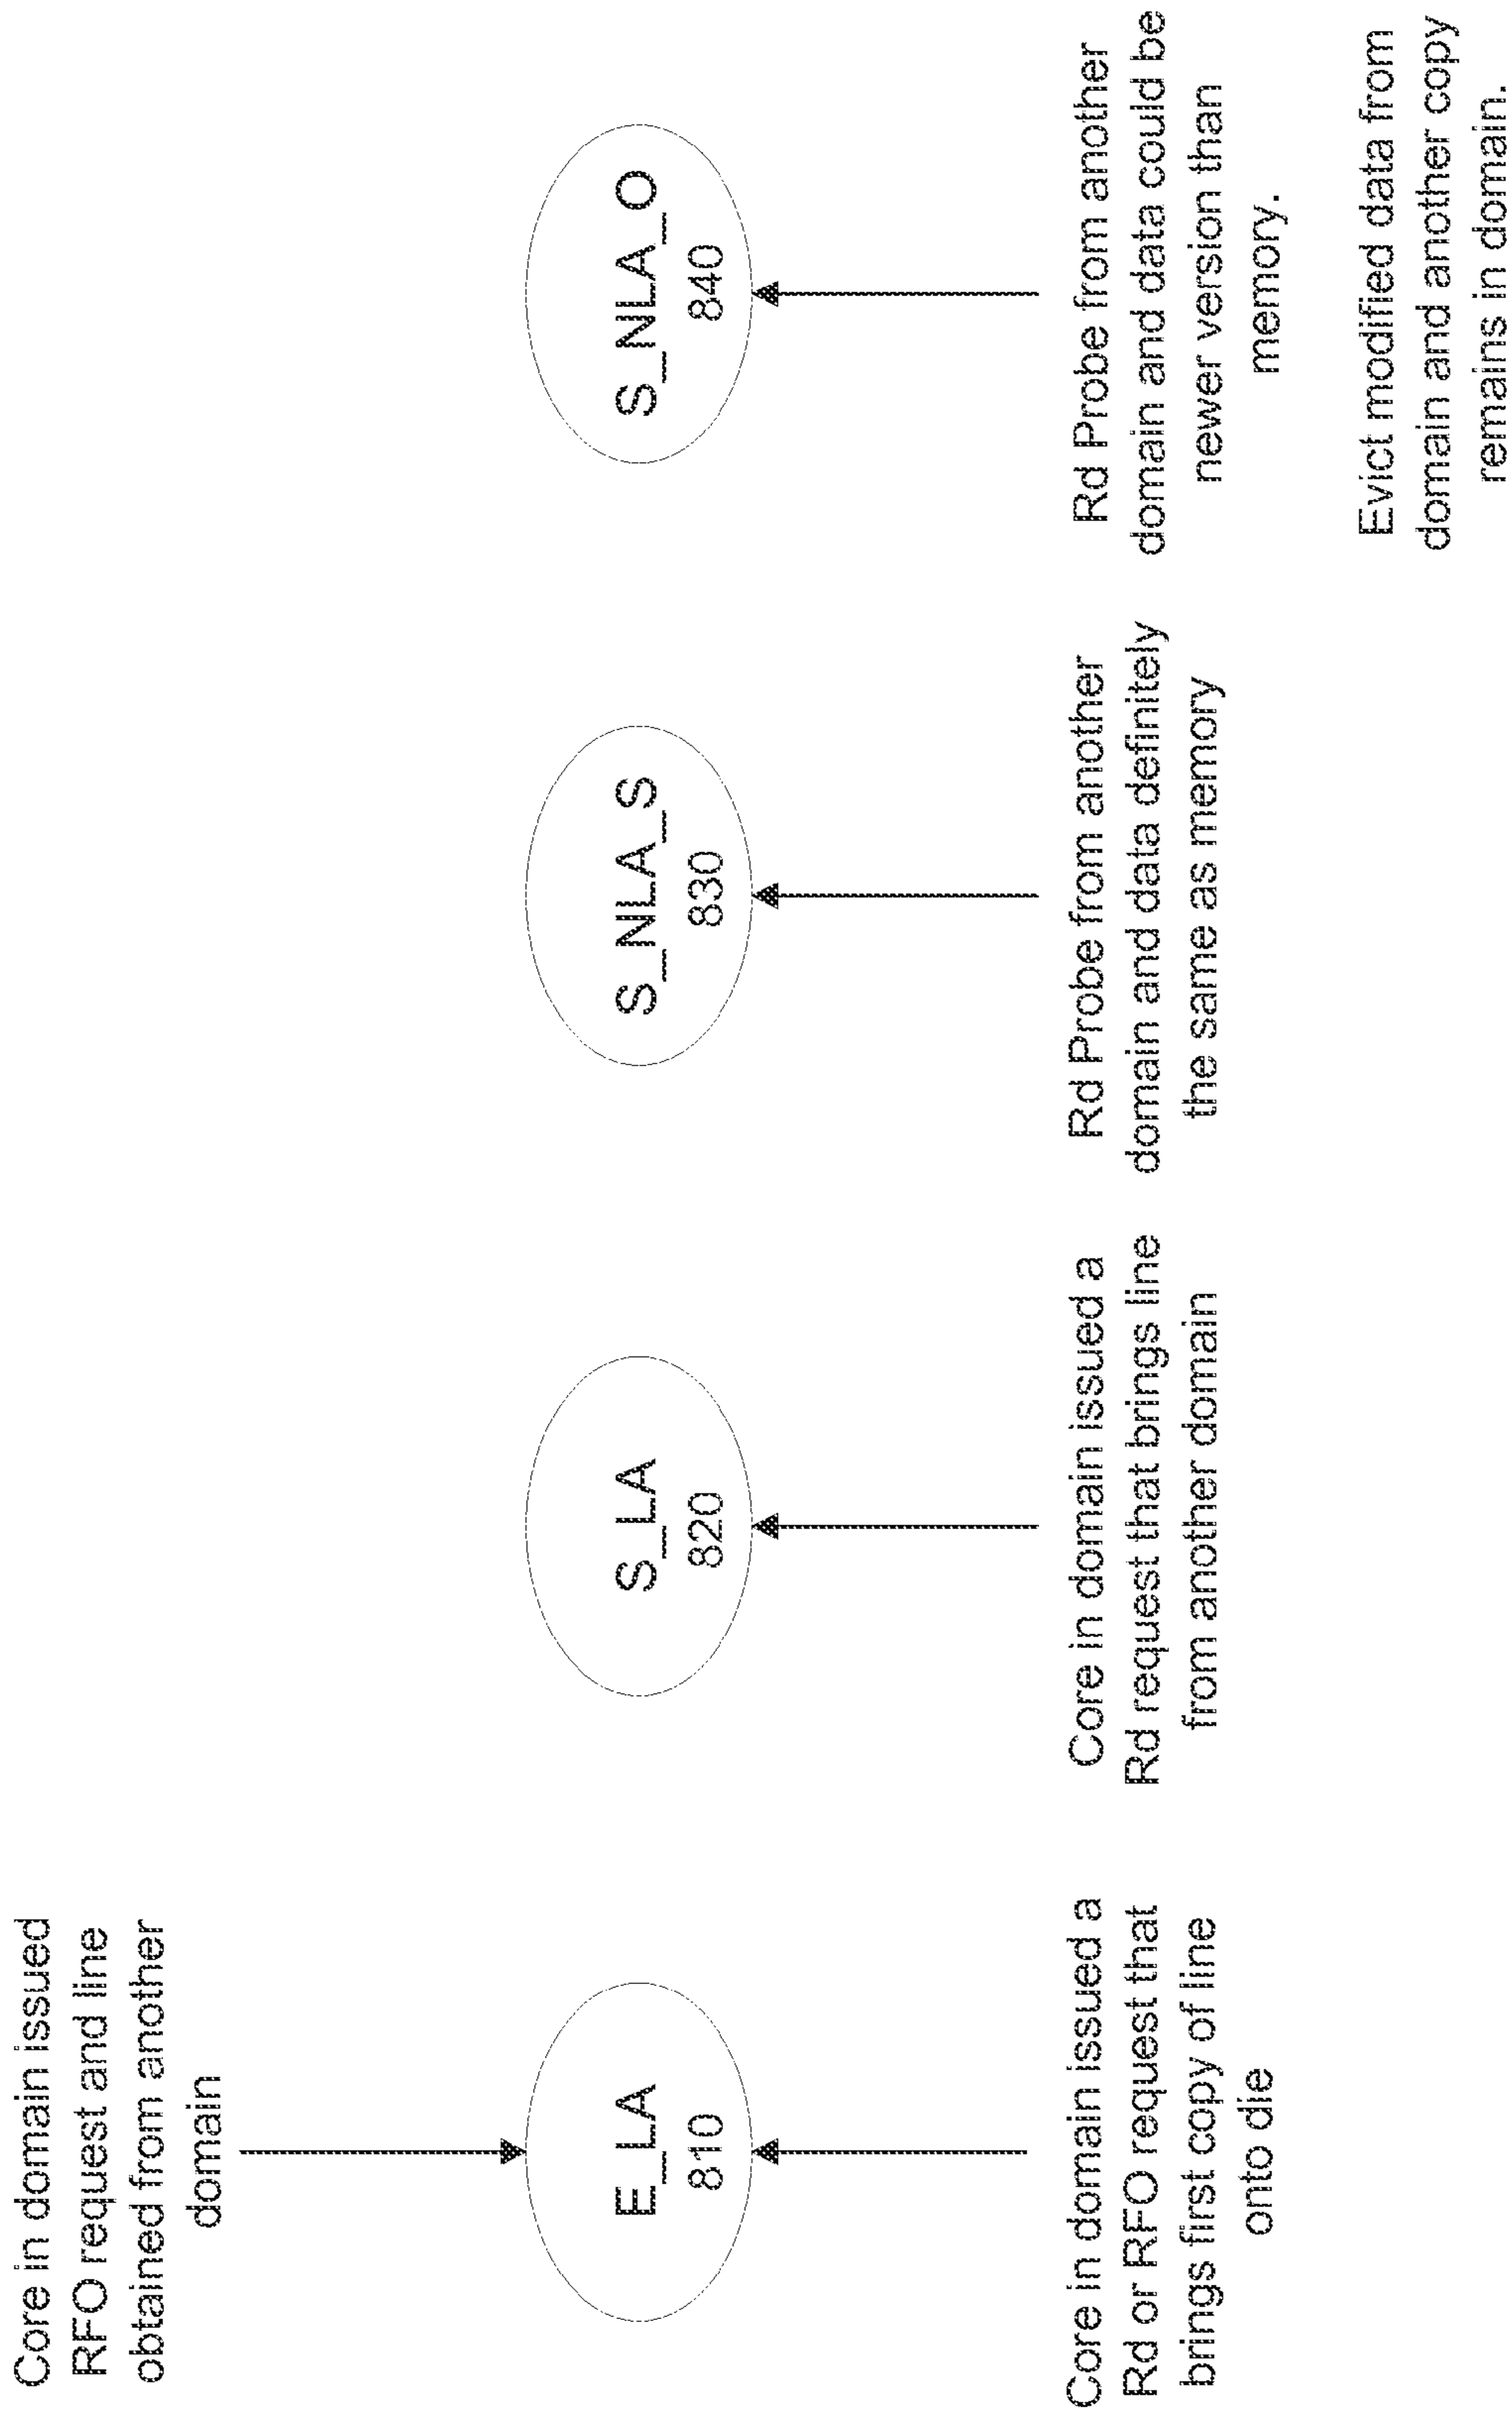 Core in domain issued
RFO request and line
obtained from another
domain
E_LA
810
Core in domain issued a
Rd or RFO request that
brings first copy of line
onto die
S_LA
820
Core in domain issued a
Rd request that brings line
from another domain
S_NLA_S
830
Rd Probe from another
domain and data definitely
the same as memory
S_NLA_O
840
Rd Probe from another
domain and data could be
newer version than
memory.
Evict modified data from
domain and another copy
remains in domain.